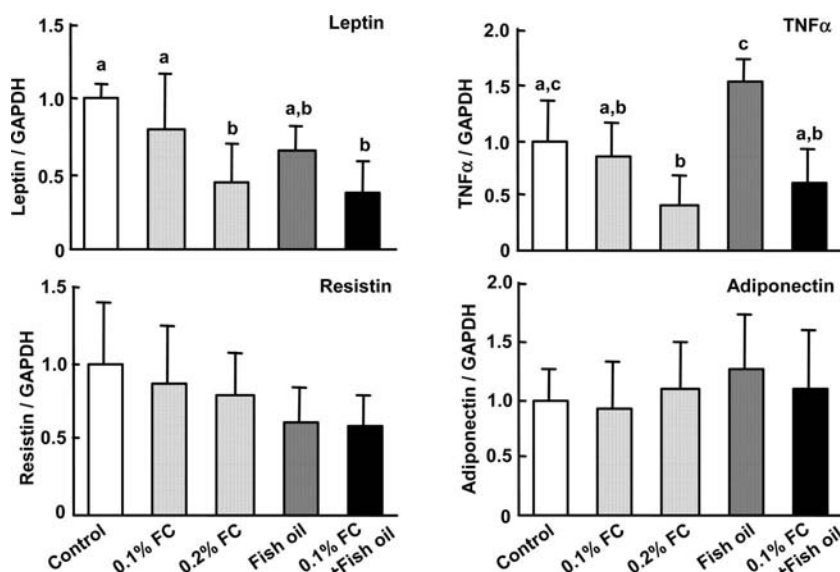 Leptin
Leptin / GAPDH
1.5
1.0
0.5
0
a
a
b
a,b
b
TNFα
TNFα / GAPDH
2.0
1.5
1.0
0.5
0
a,c
a,b
b
c
a,b
Resistin
Resistin / GAPDH
1.5
1.0
0.5
0
Control
0.1% FC
0.2% FC
Fish oil
0.1% FC
+Fish oil
Adiponectin
Adiponectin / GAPDH
2.0
1.5
1.0
0.5
0
Control
0.1% FC
0.2% FC
Fish oil
0.1% FC
+Fish oil